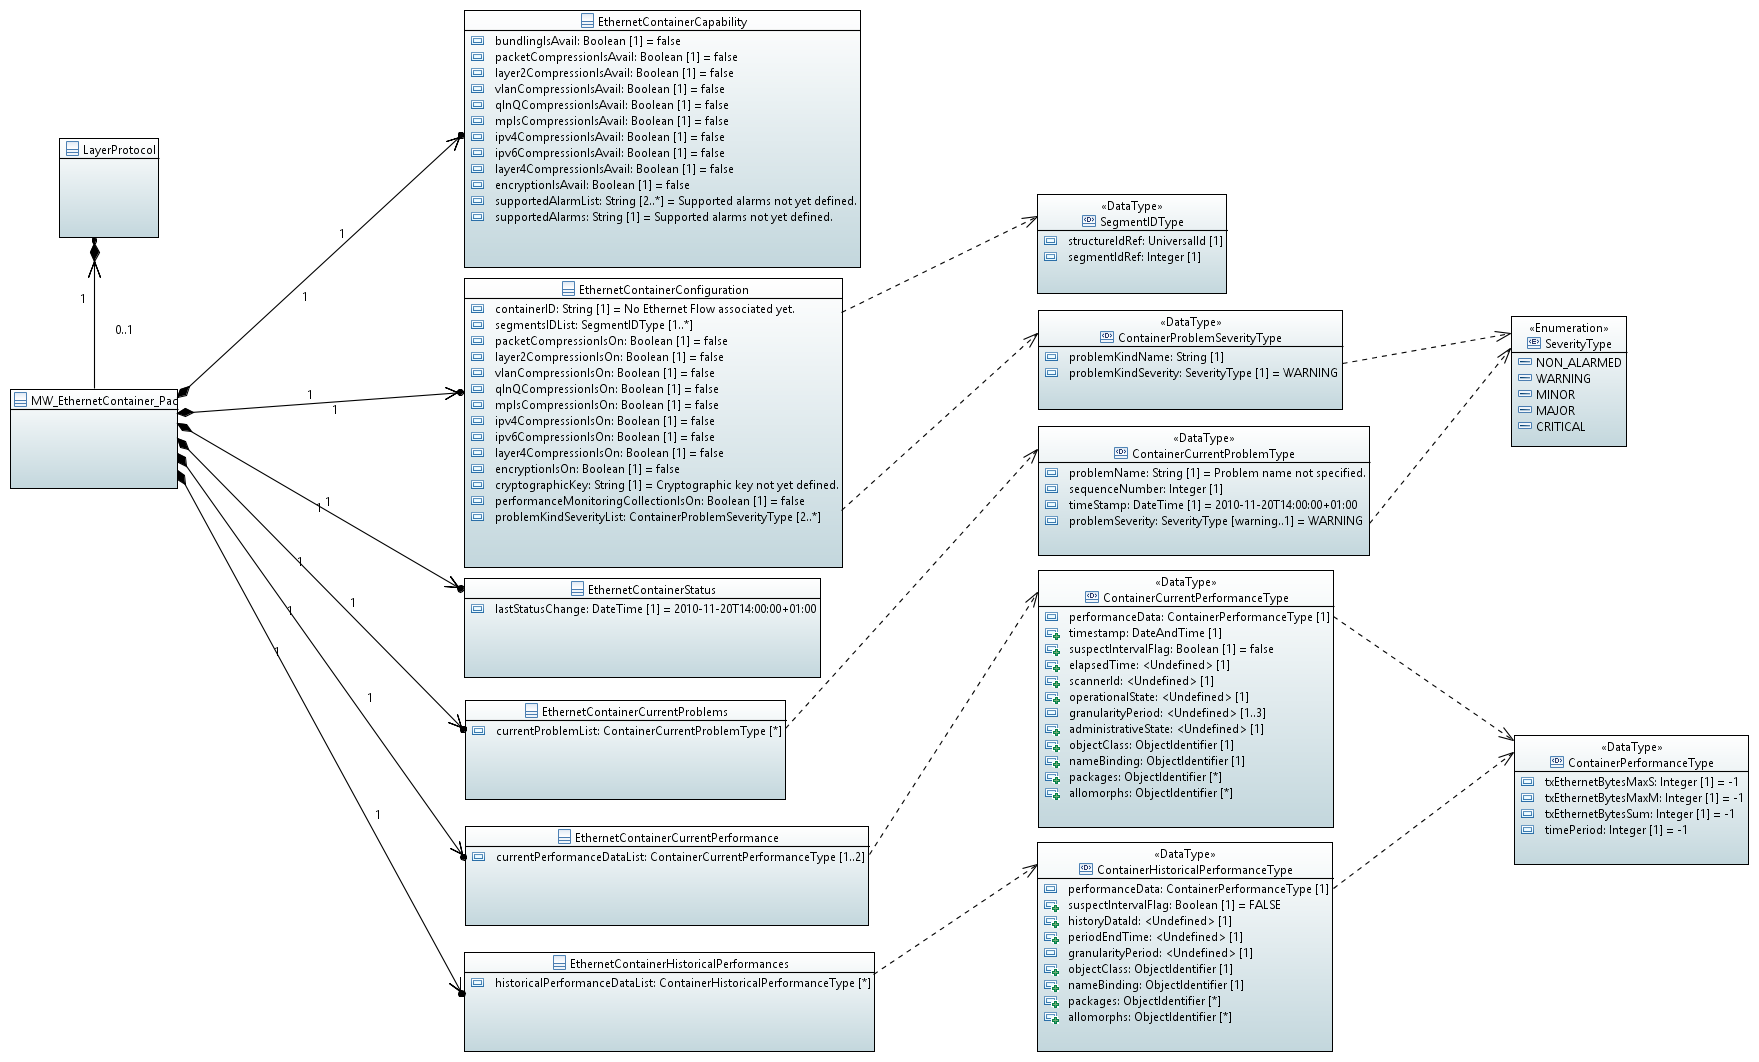 LayerProtocol
1
0..1
MW_EthernetContainer_Pac
1
1
1
1
1
1
1
1
1
1
1
1
EthernetContainerCapability
bundlingIsAvail: Boolean [1] = false
packetCompressionIsAvail: Boolean [1] = false
layer2CompressionIsAvail: Boolean [1] = false
vlanCompressionIsAvail: Boolean [1] = false
qInQCompressionIsAvail: Boolean [1] = false
mplsCompressionIsAvail: Boolean [1] = false
ipv4CompressionIsAvail: Boolean [1] = false
ipv6CompressionIsAvail: Boolean [1] = false
layer4CompressionIsAvail: Boolean [1] = false
encryptionIsAvail: Boolean [1] = false
supportedAlarmList: String [2..*] = Supported alarms not yet defined.
supportedAlarms: String [1] = Supported alarms not yet defined.
EthernetContainerConfiguration
containerID: String [1] = No Ethernet Flow associated yet.
segmentsIDList: SegmentIDType [1..*]
packetCompressionIsOn: Boolean [1] = false
layer2CompressionIsOn: Boolean [1] = false
vlanCompressionIsOn: Boolean [1] = false
qInQCompressionIsOn: Boolean [1] = false
mplsCompressionIsOn: Boolean [1] = false
ipv4CompressionIsOn: Boolean [1] = false
ipv6CompressionIsOn: Boolean [1] = false
layer4CompressionIsOn: Boolean [1] = false
encryptionIsOn: Boolean [1] = false
cryptographicKey: String [1] = Cryptographic key not yet defined.
performanceMonitoringCollectionIsOn: Boolean [1] = false
problemKindSeverityList: ContainerProblemSeverityType [2..*]
EthernetContainerStatus
lastStatusChange: DateTime [1] = 2010-11-20T14:00:00+01:00
EthernetContainerCurrentProblems
currentProblemList: ContainerCurrentProblemType [*]
EthernetContainerCurrentPerformance
currentPerformanceDataList: ContainerCurrentPerformanceType [1..2]
EthernetContainerHistoricalPerformances
historicalPerformanceDataList: ContainerHistoricalPerformanceType [*]
«DataType»
SegmentIDType
structureIdRef: UniversalId [1]
segmentIdRef: Integer [1]
«DataType»
ContainerProblemSeverityType
problemKindName: String [1]
problemKindSeverity: SeverityType [1] = WARNING
«DataType»
ContainerCurrentProblemType
problemName: String [1] = Problem name not specified.
sequenceNumber: Integer [1]
timeStamp: DateTime [1] = 2010-11-20T14:00:00+01:00
problemSeverity: SeverityType [warning..1] = WARNING
«DataType»
ContainerCurrentPerformanceType
performanceData: ContainerPerformanceType [1]
timestamp: DateAndTime [1]
suspectIntervalFlag: Boolean [1] = false
elapsedTime: <Undefined> [1]
scannerId: <Undefined> [1]
operationalState: <Undefined> [1]
granularityPeriod: <Undefined> [1..3]
administrativeState: <Undefined> [1]
objectClass: ObjectIdentifier [1]
nameBinding: ObjectIdentifier [1]
packages: ObjectIdentifier [*]
allomorphs: ObjectIdentifier [*]
«DataType»
ContainerHistoricalPerformanceType
performanceData: ContainerPerformanceType [1]
suspectIntervalFlag: Boolean [1] = FALSE
historyDataId: <Undefined> [1]
periodEndTime: <Undefined> [1]
granularityPeriod: <Undefined> [1]
objectClass: ObjectIdentifier [1]
nameBinding: ObjectIdentifier [1]
packages: ObjectIdentifier [*]
allomorphs: ObjectIdentifier [*]
«Enumeration»
SeverityType
NON_ALARMED
WARNING
MINOR
MAJOR
CRITICAL
«DataType»
ContainerPerformanceType
txEthernetBytesMaxS: Integer [1] = -1
txEthernetBytesMaxM: Integer [1] = -1
txEthernetBytesSum: Integer [1] = -1
timePeriod: Integer [1] = -1